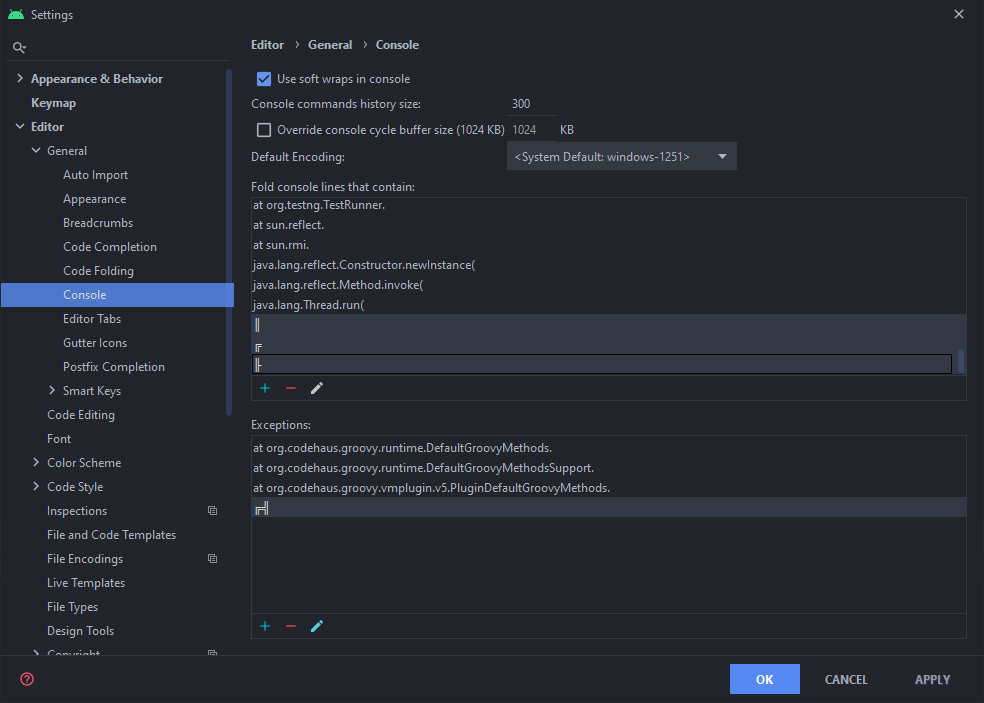 Settings
Editor › General › Console
Appearance & Behavior
Keymap
Editor
General
Auto Import
Appearance
Breadcrumbs
Code Completion
Code Folding
Console
Editor Tabs
Gutter Icons
Postfix Completion
Smart Keys
Code Editing
Font
Color Scheme
Code Style
Inspections
File and Code Templates
File Encodings
Live Templates
File Types
Design Tools
Copyright
Use soft wraps in console
Console commands history size: 300
Override console cycle buffer size (1024 KB) 1024 KB
Default Encoding: <System Default: windows-1251>
Fold console lines that contain:
at org.testng.TestRunner.
at sun.reflect.
at sun.rmi.
java.lang.reflect.Constructor.newInstance(
java.lang.reflect.Method.invoke(
java.lang.Thread.run(
║
╔
╟
Exceptions:
at org.codehaus.groovy.runtime.DefaultGroovyMethods.
at org.codehaus.groovy.runtime.DefaultGroovyMethodsSupport.
at org.codehaus.groovy.vmplugin.v5.PluginDefaultGroovyMethods.
╔╣
OK CANCEL APPLY